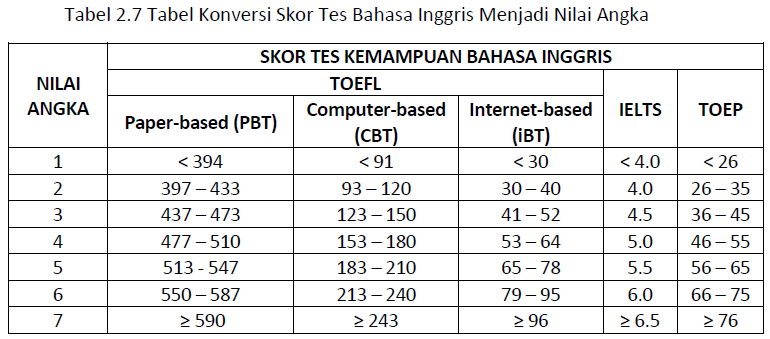 Tabel 2.7 Tabel Konversi Skor Tes Bahasa Inggris Menjadi Nilai Angka
NILAI ANGKA
SKOR TES KEMAMPUAN BAHASA INGGRIS
TOEFL
IELTS
TOEP
Paper-based (PBT)
Computer-based (CBT)
Internet-based (iBT)
1 < 394 < 91 < 30 < 4.0 < 26
2 397 – 433 93 – 120 30 – 40 4.0 26 – 35
3 437 – 473 123 – 150 41 – 52 4.5 36 – 45
4 477 – 510 153 – 180 53 – 64 5.0 46 – 55
5 513 - 547 183 – 210 65 – 78 5.5 56 – 65
6 550 – 587 213 – 240 79 – 95 6.0 66 – 75
7 ≥ 590 ≥ 243 ≥ 96 ≥ 6.5 ≥ 76